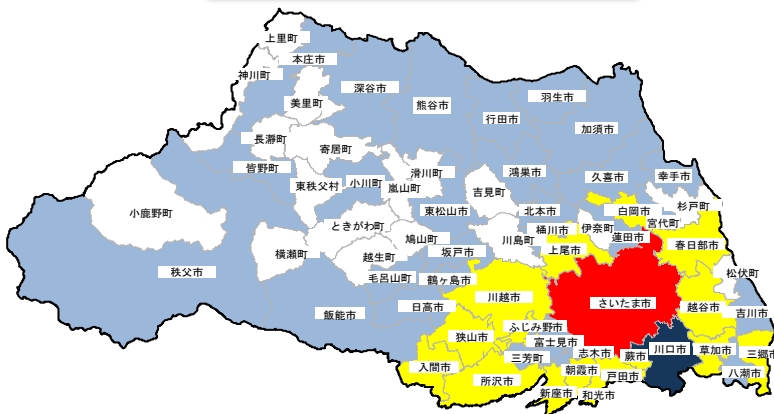 上里町
本庄市
神川町
深谷市
美里町
熊谷市
羽生市
行田市
加須市
長瀞町
寄居町
皆野町
滑川町
鴻巣市
久喜市
幸手市
東秩父村
小川町
嵐山町
吉見町
杉戸町
小鹿野町
東松山市
北本市
白岡市
宮代町
ときがわ町
桶川市
伊奈町
蓮田市
鳩山町
川島町
上尾市
春日部市
横瀬町
越生町
坂戸市
秩父市
毛呂山町
鶴ヶ島市
松伏町
川越市
さいたま市
日高市
越谷市
吉川市
飯能市
ふじみ野市
狭山市
富士見市
三芳町
志木市
蕨市
川口市
草加市
三郷市
入間市
所沢市
朝霞市
戸田市
八潮市
新座市
和光市